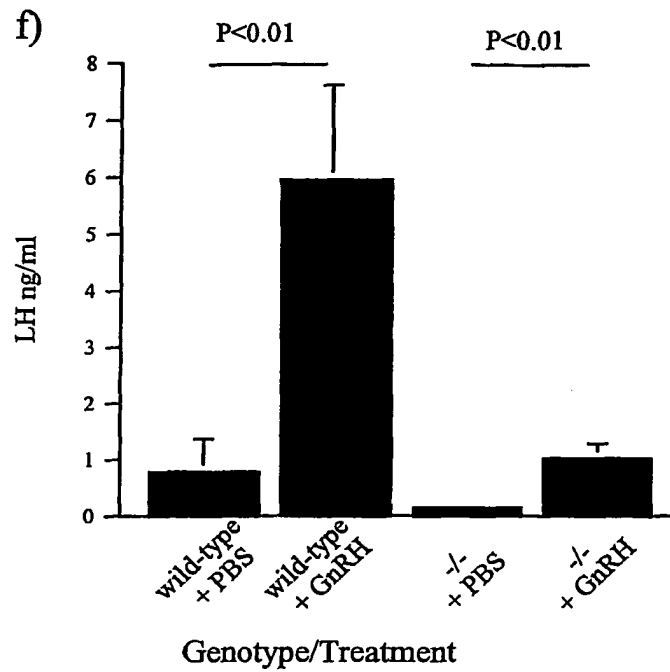 f)
P<0.01
P<0.01
8
7
6
5
4
3
2
1
0
LH ng/ml
wild-type
+ PBS
wild-type
+ GnRH
-/-
+ PBS
-/-
+ GnRH
Genotype/Treatment